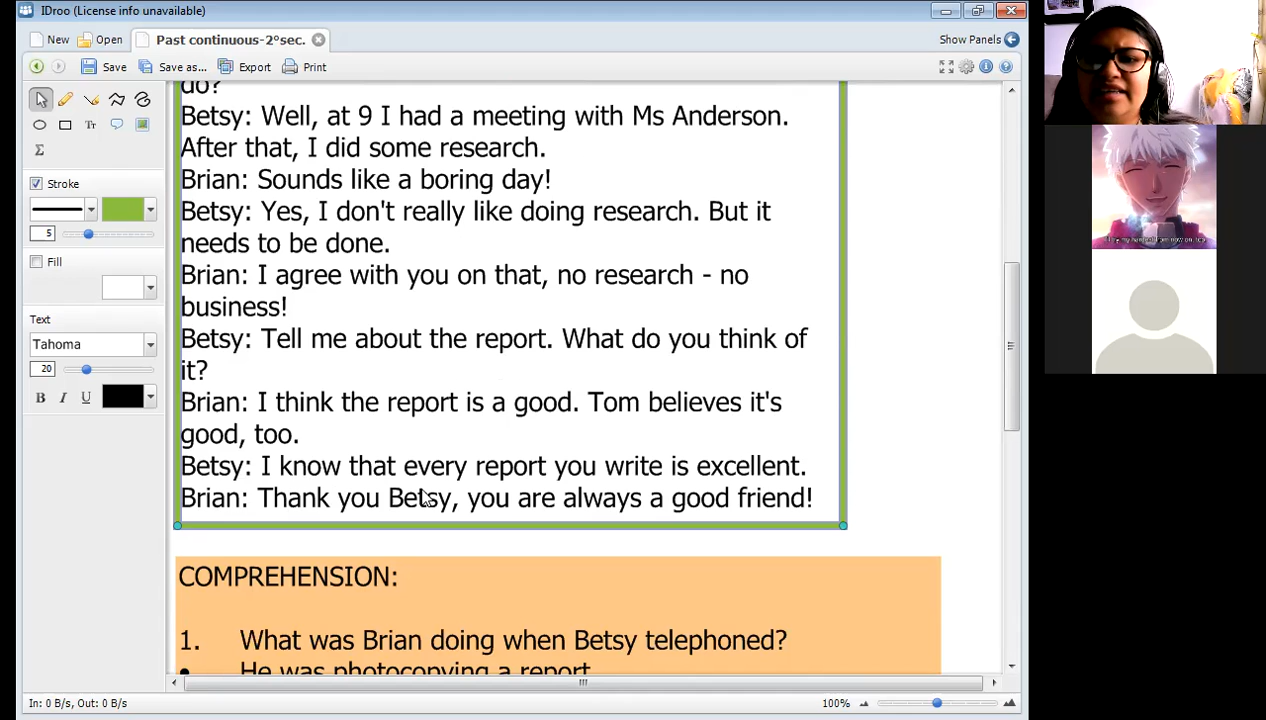 IDroo (License info unavailable)
New Open Past continuous-2°sec. Show Panels
Save Save as... Export Print
do?
Betsy: Well, at 9 I had a meeting with Ms Anderson.
After that, I did some research.
Brian: Sounds like a boring day!
Betsy: Yes, I don't really like doing research. But it
needs to be done.
Brian: I agree with you on that, no research - no
business!
Betsy: Tell me about the report. What do you think of
it?
Brian: I think the report is a good. Tom believes it's
good, too.
Betsy: I know that every report you write is excellent.
Brian: Thank you Betsy, you are always a good friend!
COMPREHENSION:
1. What was Brian doing when Betsy telephoned?
• He was photocopying a report
Tr
Σ
Stroke
5
Fill
Text
Tahoma
20
B I U
In: 0 B/s, Out: 0 B/s
100%